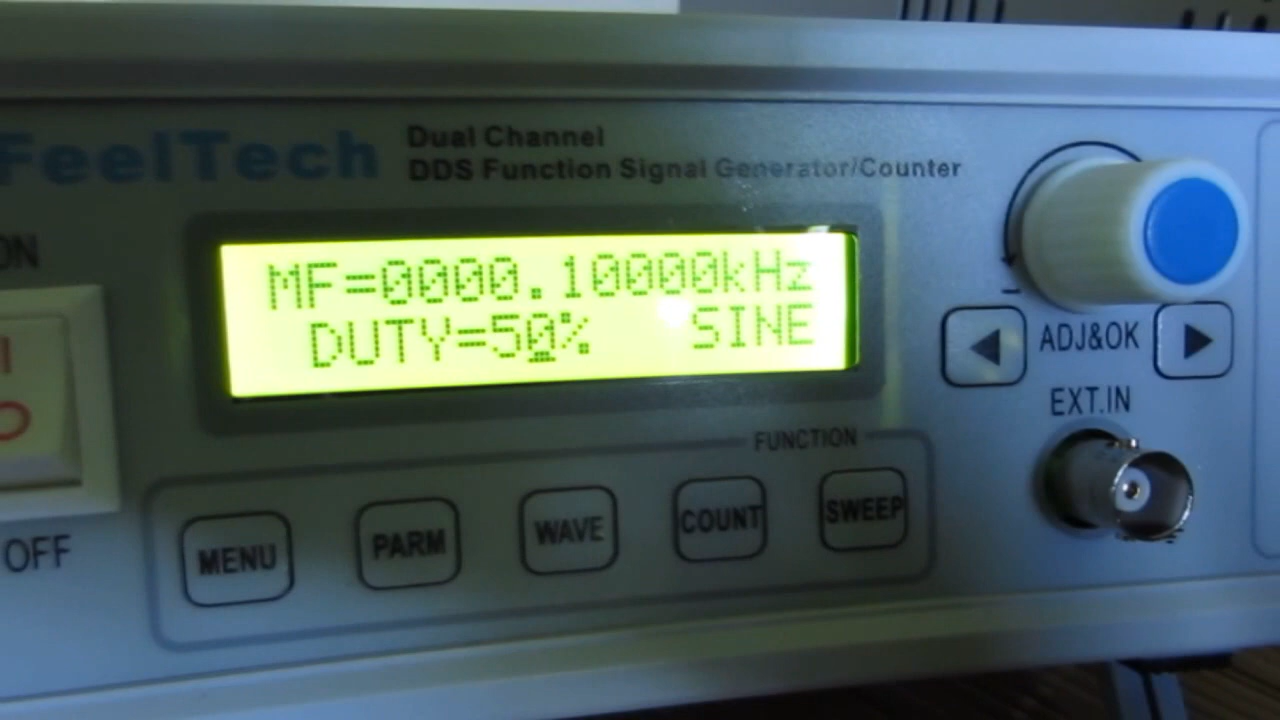 FeelTech
Dual Channel
DDS Function Signal Generator/Counter
ON
MF=0000.10000kHz
DUTY=50% SINE
I
O
OFF
ADJ&OK
EXT.IN
FUNCTION
MENU
PARM
WAVE
COUNT
SWEEP